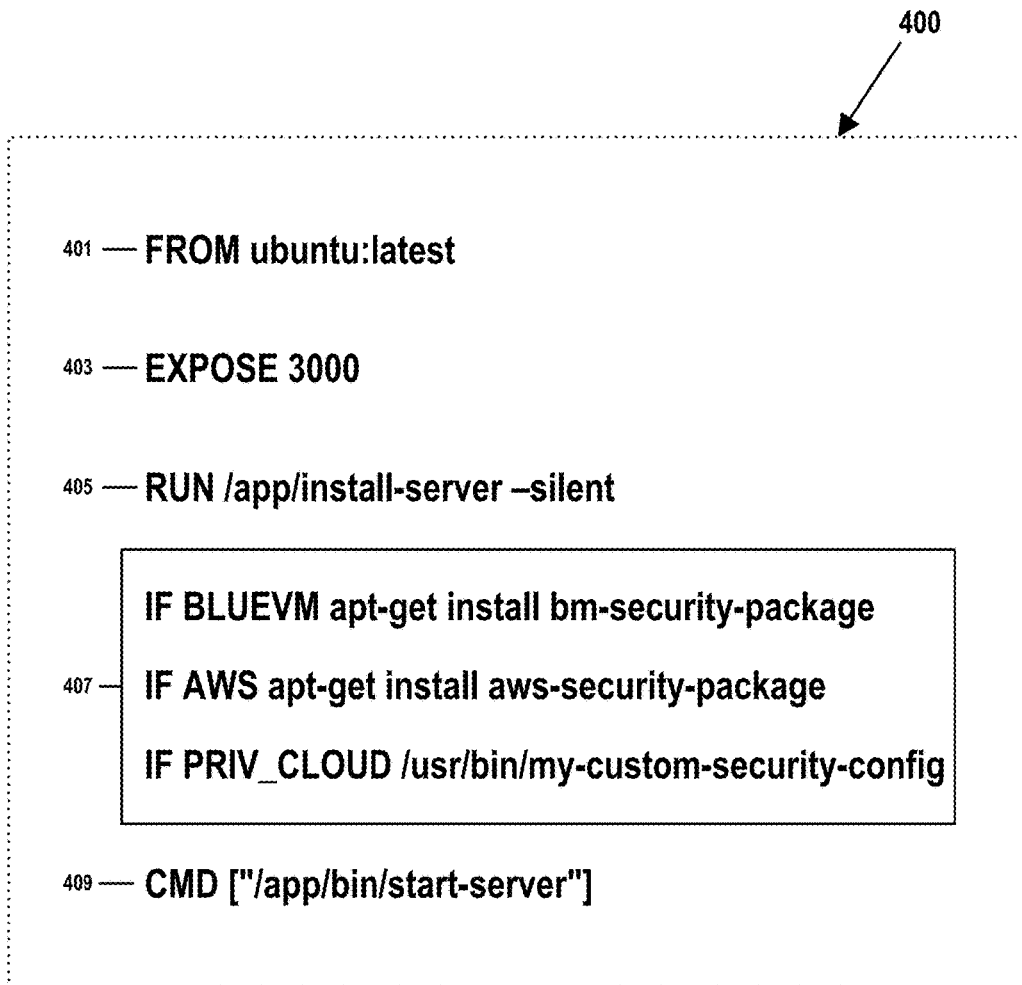 400
401 — FROM ubuntu:latest
403 — EXPOSE 3000
405 — RUN /app/install-server –silent
IF BLUEVM apt-get install bm-security-package
407 — IF AWS apt-get install aws-security-package
IF PRIV_CLOUD /usr/bin/my-custom-security-config
409 — CMD ["/app/bin/start-server"]